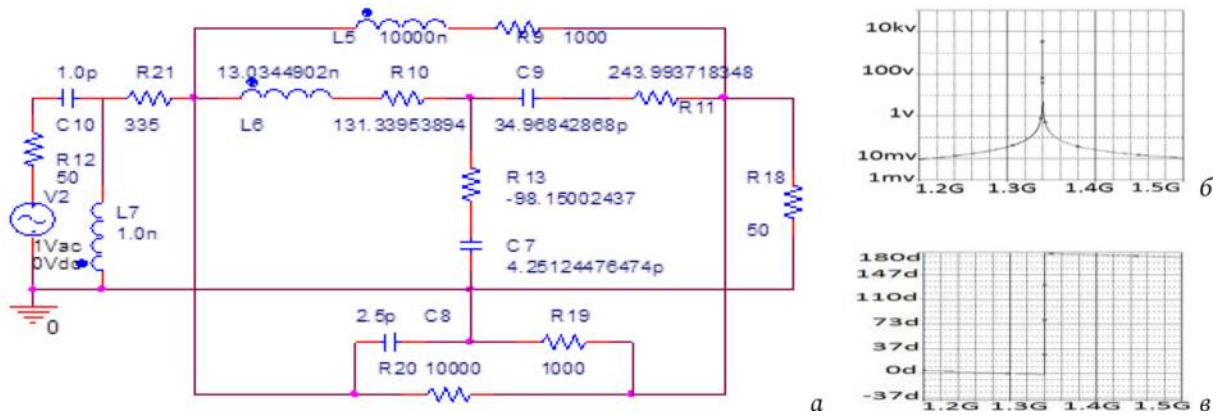 L5 10000n R9 1000
1.0p R21 13.0344902n R10 C9 243.993718348
C10 335 L6 131.33953894 34.96842868p R11
R12
50
V2
L7
1.0n
1Vac
0Vdc
0
R13
-98.15002437
C7
4.25124476474p
R18
50
2.5p C8 R19
R20 10000 1000
а
10kv
100v
1v
10mv
1mv
1.2G 1.3G 1.4G 1.5G
б
180d
147d
110d
73d
37d
0d
-37d
1.2G 1.3G 1.4G 1.5G
в